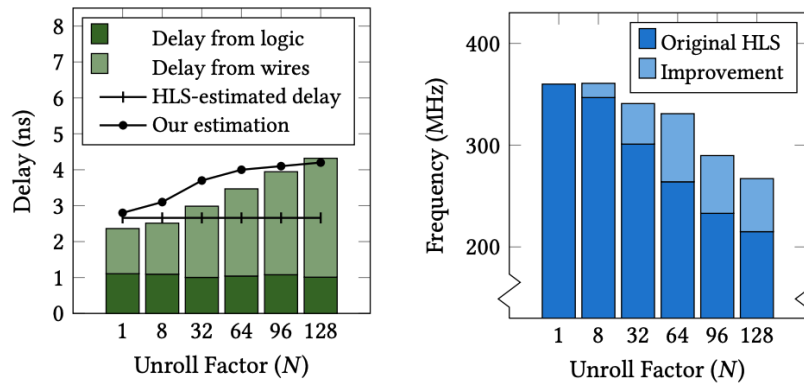 8
7
6
5
4
3
2
1
0
Delay (ns)
Delay from logic
Delay from wires
HLS-estimated delay
Our estimation
1 8 32 64 96 128
Unroll Factor (N)
400
300
200
Frequency (MHz)
Original HLS
Improvement
1 8 32 64 96 128
Unroll Factor (N)